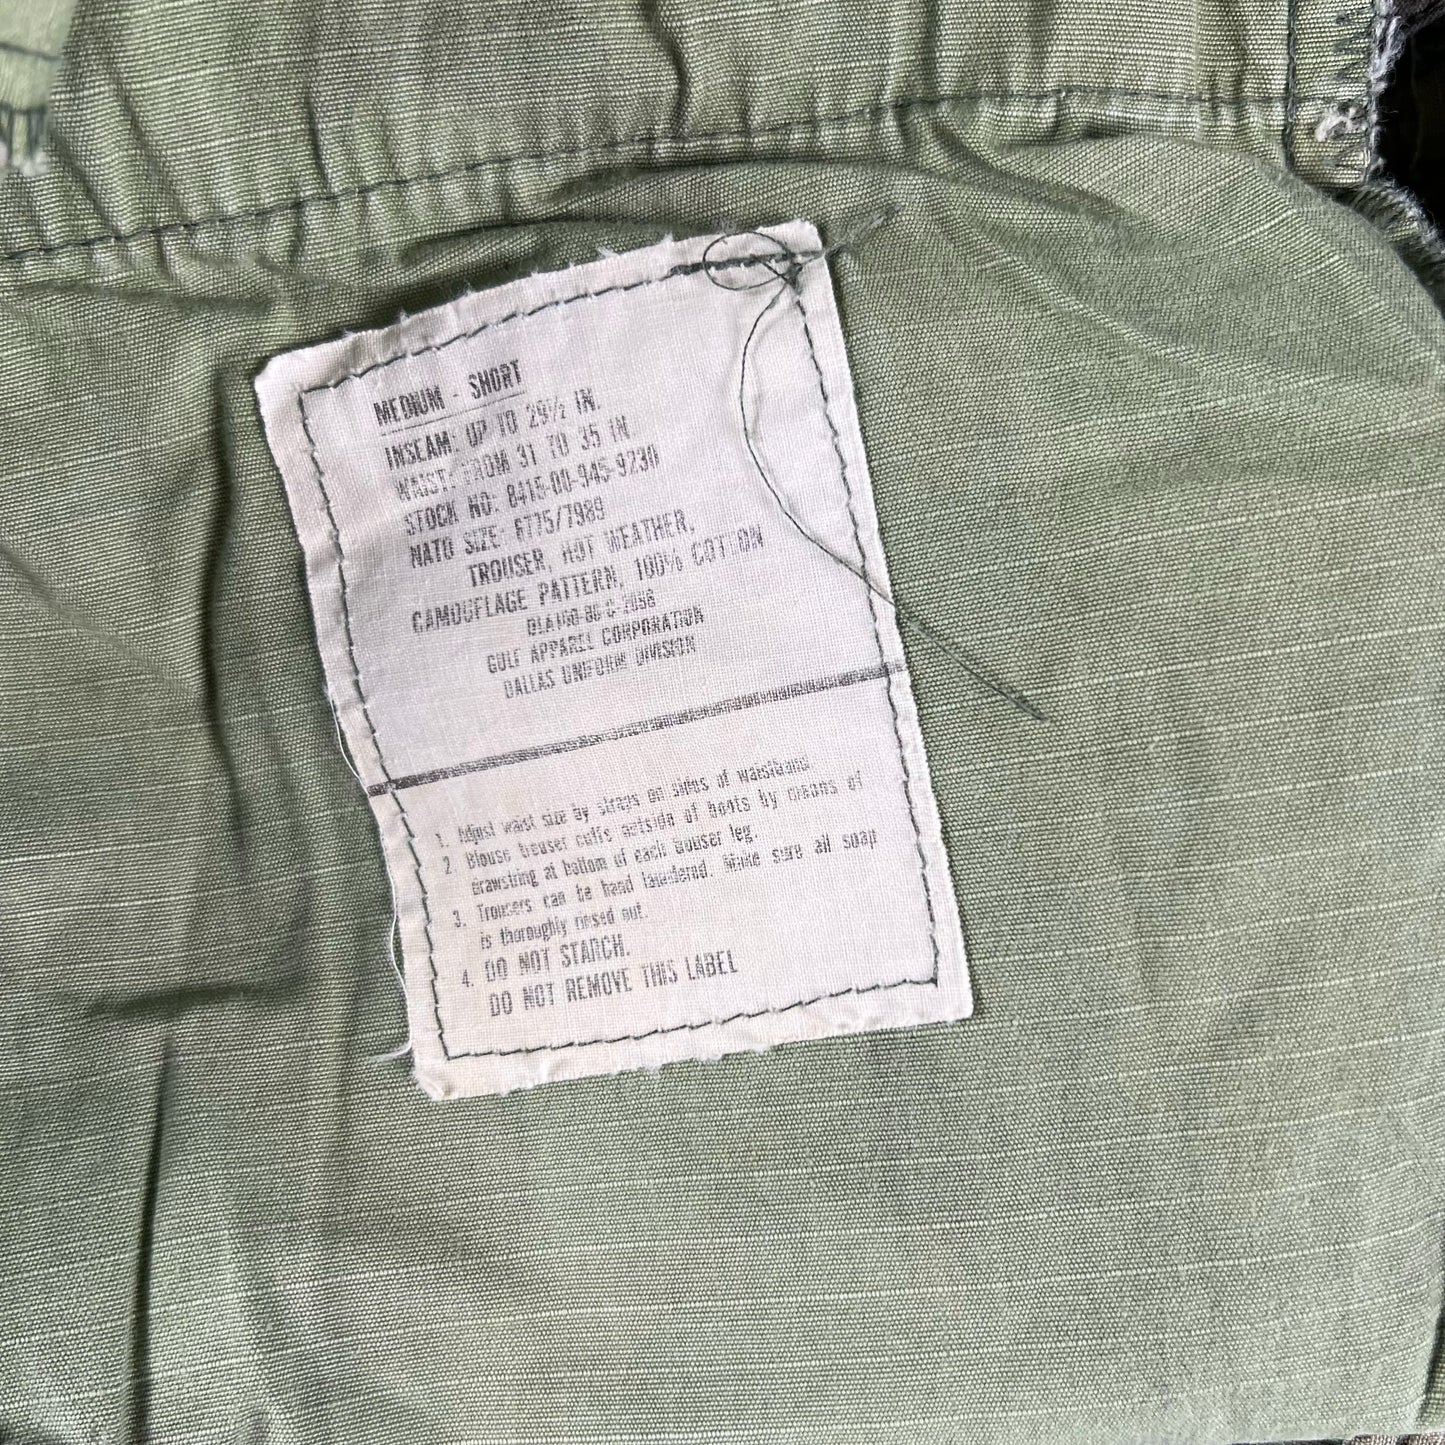 MEDIUM - SHORT
INSEAM: UP TO 29½ IN.
WAIST: FROM 31 TO 35 IN
STOCK NO: 8415-00-945-9230
NATO SIZE: 6775/7989
TROUSER, HOT WEATHER,
CAMOUFLAGE PATTERN, 100% COTTON
GULF APPAREL CORPORATION
DALLAS UNIFORM DIVISION
1. Adjust waist size by straps on sides of waistband
2. Blouse trouser cuffs outside of boots by means of
drawstring at bottom of each trouser leg.
3. Trousers can be hand laundered. Make sure all soap
is thoroughly rinsed out.
4. DO NOT STARCH.
DO NOT REMOVE THIS LABEL